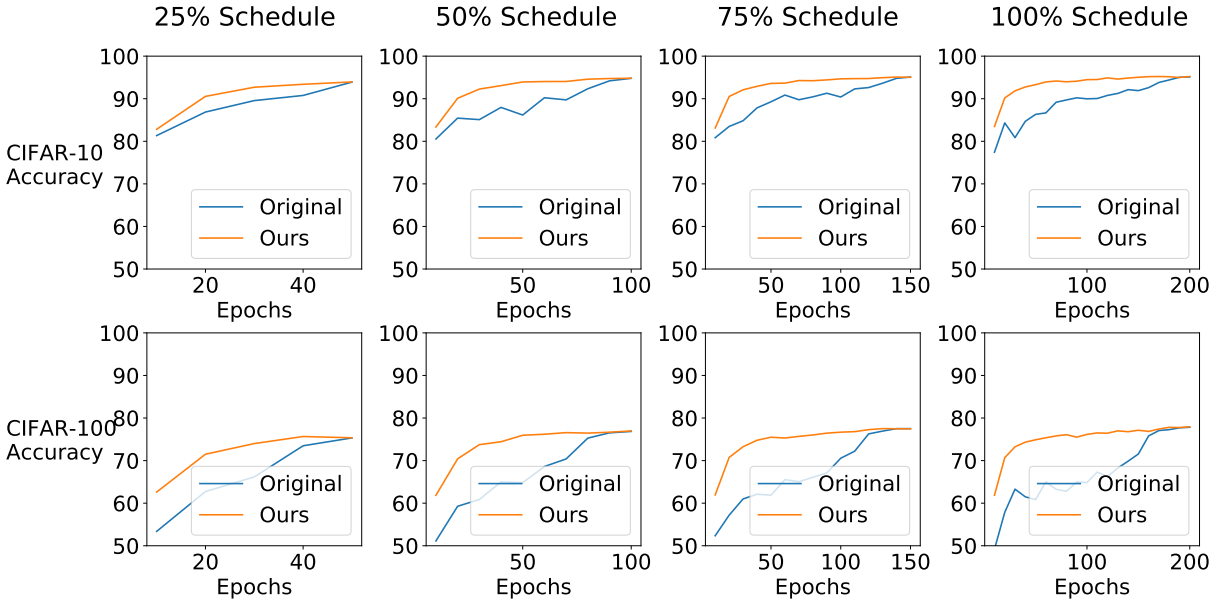 25% Schedule
50% Schedule
75% Schedule
100% Schedule
CIFAR-10
Accuracy
100
90
80
70
60
50
20
40
Epochs
Original
Ours
100
90
80
70
60
50
50
100
Epochs
Original
Ours
100
90
80
70
60
50
50
100
150
Epochs
Original
Ours
100
90
80
70
60
50
100
200
Epochs
Original
Ours
CIFAR-100
Accuracy
100
90
80
70
60
50
20
40
Epochs
Original
Ours
100
90
80
70
60
50
50
100
Epochs
Original
Ours
100
90
80
70
60
50
50
100
150
Epochs
Original
Ours
100
90
80
70
60
50
100
200
Epochs
Original
Ours